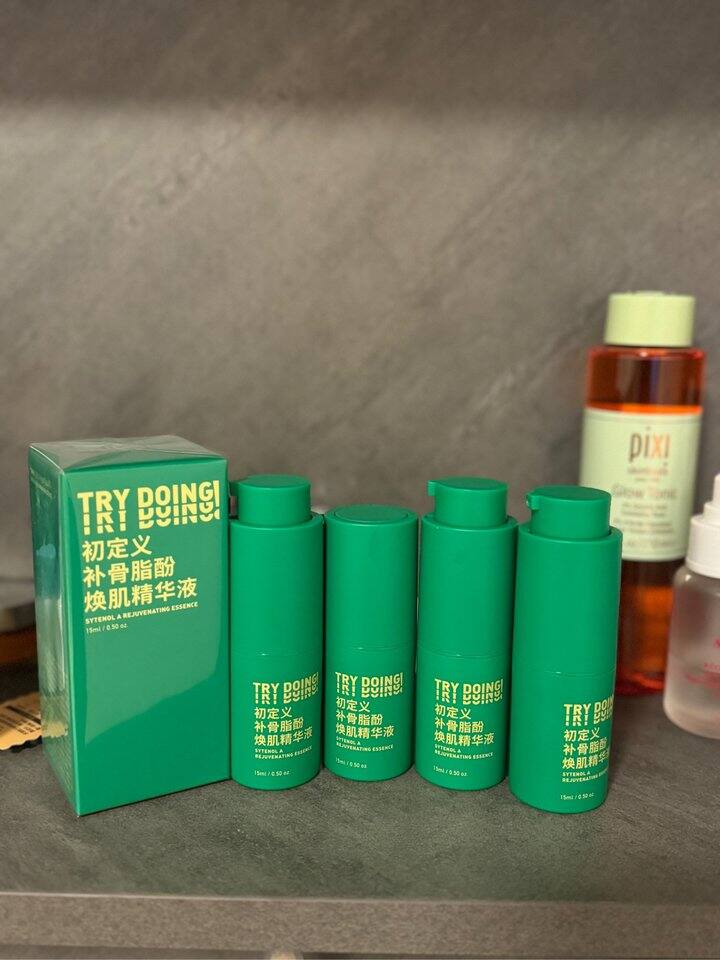 TRY DOING!
初定义
补骨脂酚
焕肌精华液
SYTENOL A REJUVENATING ESSENCE
15ml / 0.50 oz.
TRY DOING!
初定义
补骨脂酚
焕肌精华液
SYTENOL A
REJUVENATING ESSENCE
15ml / 0.50 oz.
TRY DOING!
初定义
补骨脂酚
焕肌精华液
SYTENOL A
REJUVENATING ESSENCE
15ml / 0.50 oz.
TRY DOING!
初定义
补骨脂酚
焕肌精华液
SYTENOL A
REJUVENATING ESSENCE
15ml / 0.50 oz.
TRY DOING
初定义
补骨脂酚
焕肌精华
SYTENOL A
REJUVENATING
15ml / 0.50 oz.
pixi
Glow Tonic